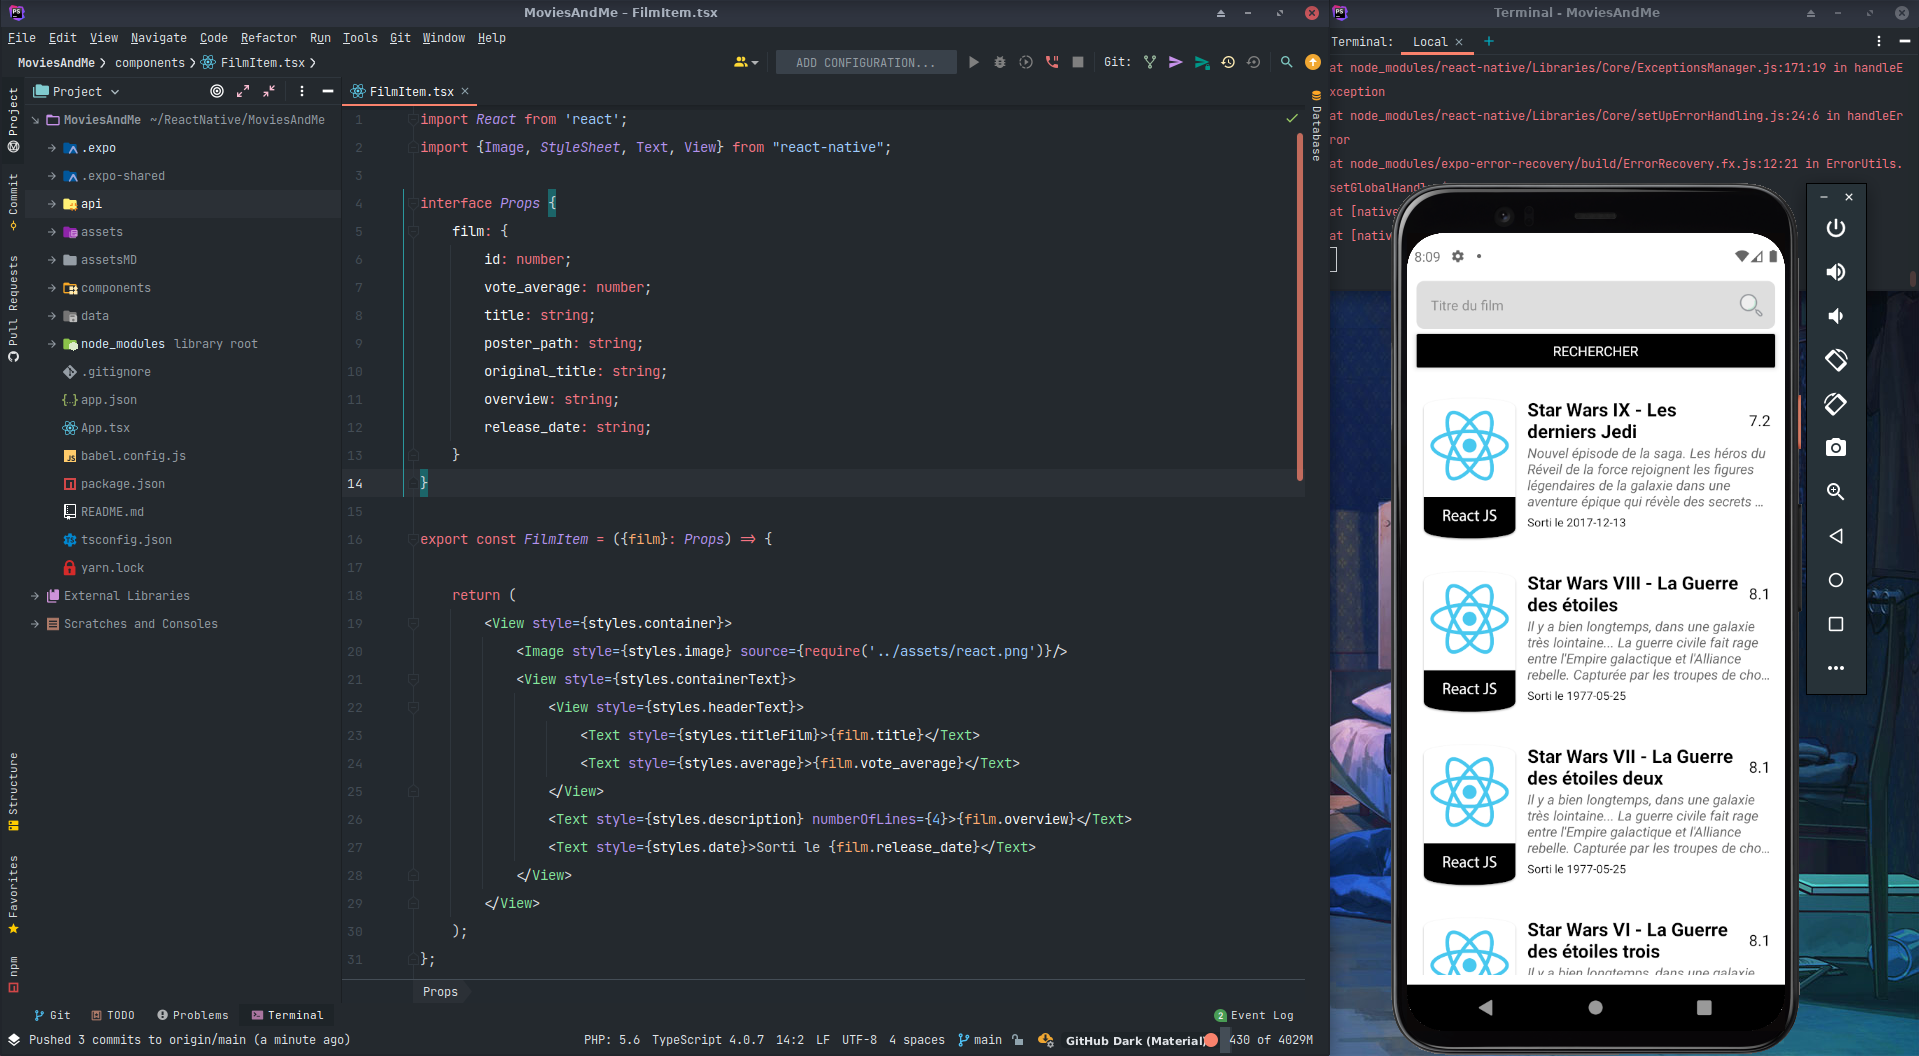 MoviesAndMe - FilmItem.tsx
File Edit View Navigate Code Refactor Run Tools Git Window Help
MoviesAndMe components FilmItem.tsx
ADD CONFIGURATION...
Git:
Project
FilmItem.tsx
Project
Commit
Pull Requests
Structure
Favorites
npm
Database
MoviesAndMe ~/ReactNative/MoviesAndMe
.expo
.expo-shared
api
assets
assetsMD
components
data
node_modules library root
.gitignore
app.json
App.tsx
babel.config.js
package.json
README.md
tsconfig.json
yarn.lock
External Libraries
Scratches and Consoles
1 import React from 'react';
2 import {Image, StyleSheet, Text, View} from "react-native";
3
4 interface Props {
5 film: {
6 id: number;
7 vote_average: number;
8 title: string;
9 poster_path: string;
10 original_title: string;
11 overview: string;
12 release_date: string;
13 }
14 }
15
16 export const FilmItem = ({film}: Props) => {
17
18 return (
19 <View style={styles.container}>
20 <Image style={styles.image} source={require('../assets/react.png')}/>
21 <View style={styles.containerText}>
22 <View style={styles.headerText}>
23 <Text style={styles.titleFilm}>{film.title}</Text>
24 <Text style={styles.average}>{film.vote_average}</Text>
25 </View>
26 <Text style={styles.description} numberOfLines={4}>{film.overview}</Text>
27 <Text style={styles.date}>Sorti le {film.release_date}</Text>
28 </View>
29 </View>
30 );
31 };
Props
Git TODO Problems Terminal
2 Event Log
Pushed 3 commits to origin/main (a minute ago)
PHP: 5.6 TypeScript 4.0.7 14:2 LF UTF-8 4 spaces main GitHub Dark (Material) 430 of 4029M
Terminal - MoviesAndMe
Terminal: Local
at node_modules/react-native/Libraries/Core/ExceptionsManager.js:171:19 in handleE
xception
at node_modules/react-native/Libraries/Core/setUpErrorHandling.js:24:6 in handleEr
ror
at node_modules/expo-error-recovery/build/ErrorRecovery.fx.js:12:21 in ErrorUtils.
setGlobalHandl
at [native
at [native
8:09
Titre du film
RECHERCHER
React JS
Star Wars IX - Les
derniers Jedi
7.2
Nouvel épisode de la saga. Les héros du
Réveil de la force rejoignent les figures
légendaires de la galaxie dans une
aventure épique qui révèle des secrets ...
Sorti le 2017-12-13
React JS
Star Wars VIII - La Guerre
des étoiles
8.1
Il y a bien longtemps, dans une galaxie
très lointaine... La guerre civile fait rage
entre l'Empire galactique et l'Alliance
rebelle. Capturée par les troupes de cho...
Sorti le 1977-05-25
React JS
Star Wars VII - La Guerre
des étoiles deux
8.1
Il y a bien longtemps, dans une galaxie
très lointaine... La guerre civile fait rage
entre l'Empire galactique et l'Alliance
rebelle. Capturée par les troupes de cho...
Sorti le 1977-05-25
Star Wars VI - La Guerre
des étoiles trois
8.1
Il y a bien longtemps, dans une galaxie